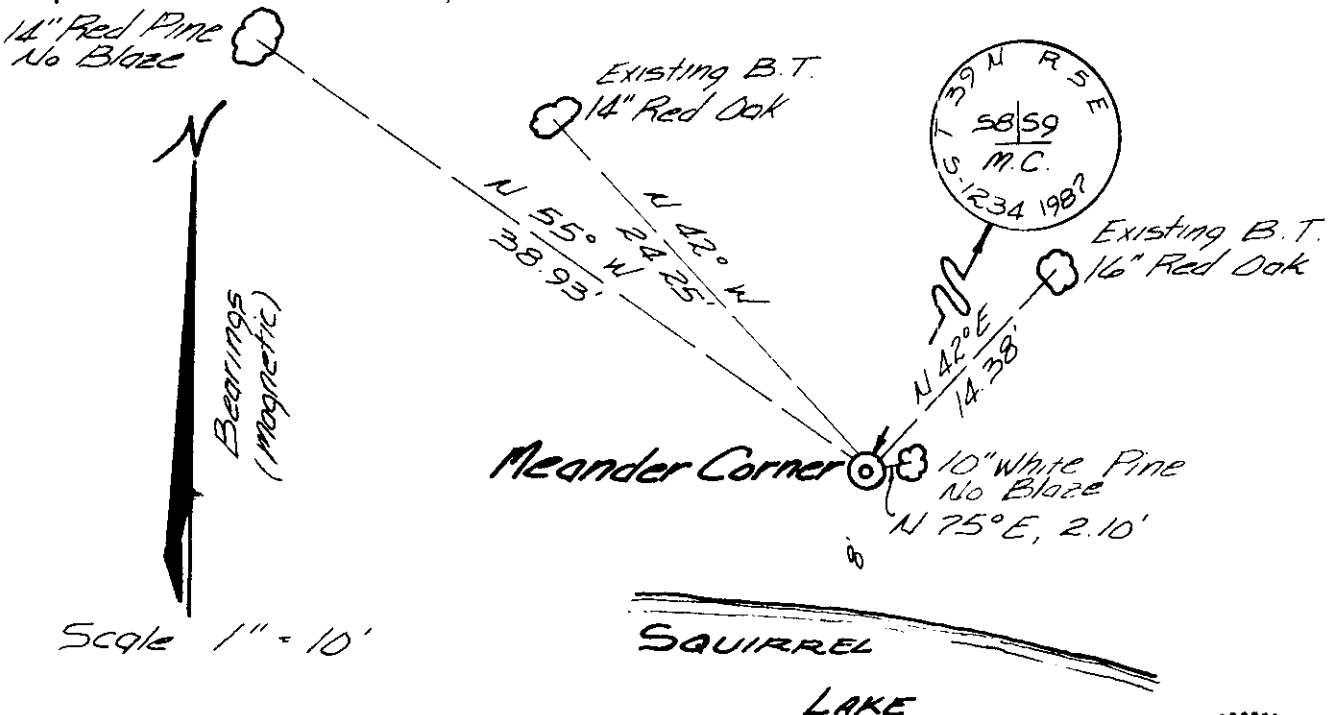 14" Red Pine
No Blaze
Existing B.T.
14" Red Oak
T 39 N R 5 E
S8|S9
M.C.
S-1234 1987
Existing B.T.
16" Red Oak
N
N 55° W
38.93'
N 42° W
24.25'
N 42° E
14.38'
Bearings
(Magnetic)
Meander Corner
10" White Pine
No Blaze
N 75° E, 2.10'
8'
Scale 1" = 10'
SQUIRREL
LAKE